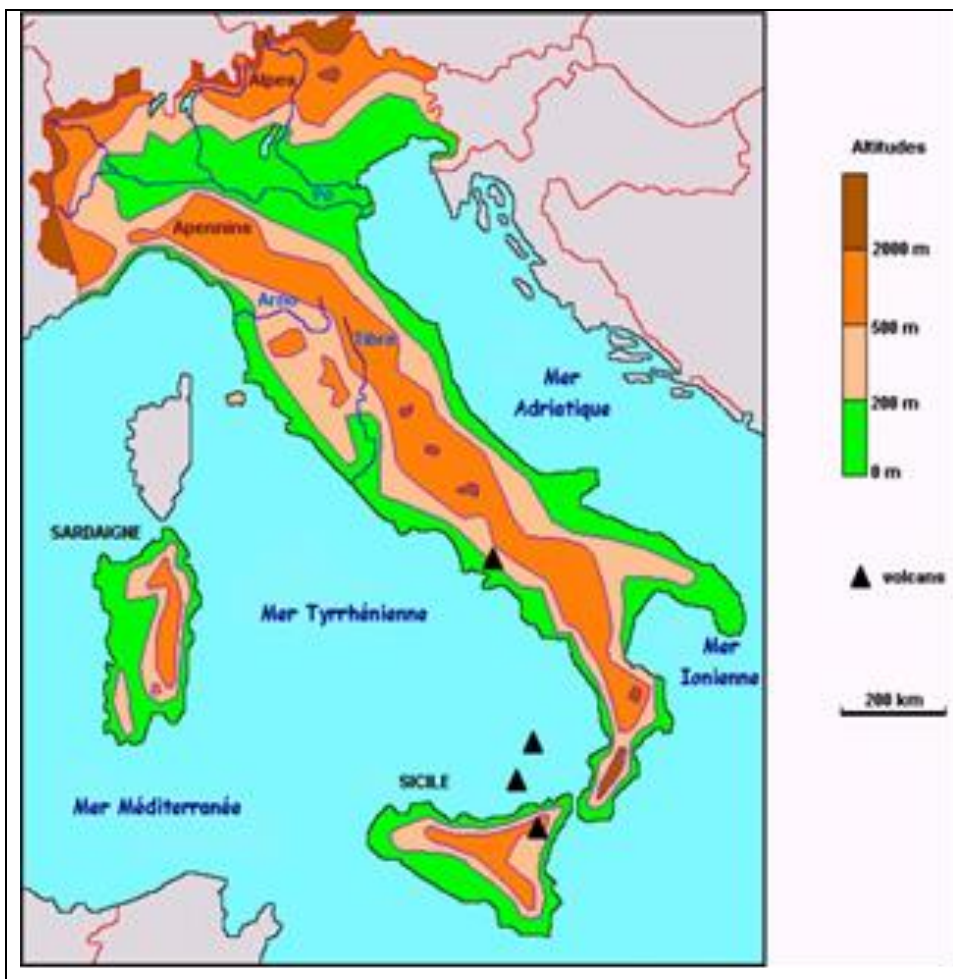 Alpes
Altitudes
2000 m
500 m
200 m
0 m
Pô
Apennins
Arno
Tibre
Mer
Adriatique
SARDAIGNE
volcans
Mer Tyrrhénienne
Mer
Ionienne
200 km
SICILE
Mer Méditerranée